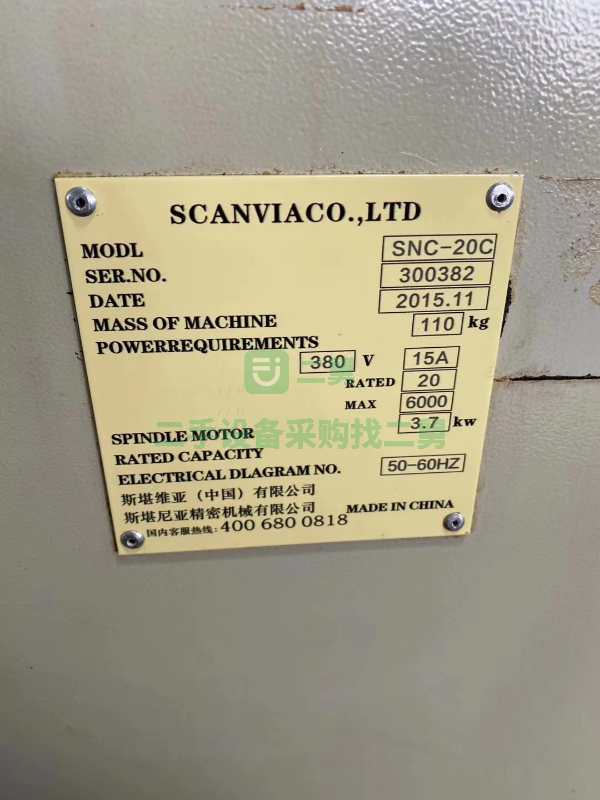 SCANVIACO.,LTD
MODL SNC-20C
SER.NO. 300382
DATE 2015.11
MASS OF MACHINE 110 kg
POWERREQUIREMENTS
380 V 15A
RATED 20
MAX 6000
SPINDLE MOTOR 3.7 kw
RATED CAPACITY
ELECTRICAL DLAGRAM NO. 50-60HZ
斯堪维亚（中国）有限公司
斯堪尼亚精密机械有限公司 MADE IN CHINA
国内客服热线:400 680 0818
二勇
二手设备采购找二勇